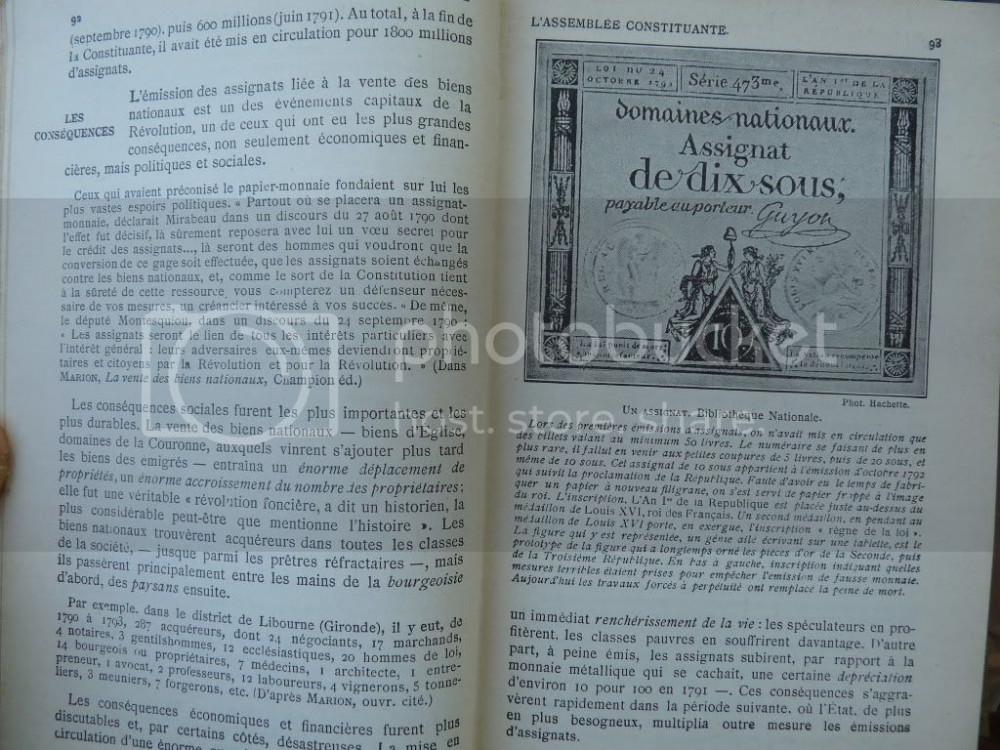 92
(septembre 1790), puis 600 millions (juin 1791). Au total, à la fin de
la Constituante, il avait été mis en circulation pour 1800 millions
d'assignats.
LES
CONSÉQUENCES
L'émission des assignats liée à la vente des biens
nationaux est un des événements capitaux de la
Révolution, un de ceux qui ont eu les plus grandes
conséquences, non seulement économiques et finan-
cières, mais politiques et sociales.
Ceux qui avaient préconisé le papier-monnaie fondaient sur lui les
plus vastes espoirs politiques. « Partout où se placera un assignat-
monnaie, déclarait Mirabeau dans un discours du 27 août 1790 dont
l'effet fut décisif, là sûrement reposera avec lui un vœu secret pour
le crédit des assignats..., là seront des hommes qui voudront que la
conversion de ce gage soit effectuée, que les assignats soient échangés
contre les biens nationaux, et, comme le sort de la Constitution tient
à la sûreté de cette ressource, vous compterez un défenseur néces-
saire de vos mesures, un créancier intéressé à vos succès. » De même,
le député Montesquiou, dans un discours du 24 septembre 1790 :
« Les assignats seront le lien de tous les intérêts particuliers avec
l'intérêt général ; leurs adversaires eux-mêmes deviendront proprié-
taires et citoyens par la Révolution et pour la Révolution. » (Dans
MARION, La vente des biens nationaux, Champion éd.)
Les conséquences sociales furent les plus importantes et les
plus durables. La vente des biens nationaux — biens d'Église,
domaines de la Couronne, auxquels vinrent s'ajouter plus tard
les biens des emigrés — entraîna un énorme déplacement de
propriétés, un énorme accroissement du nombre des propriétaires ;
elle fut une véritable « révolution foncière, a dit un historien, la
plus considérable peut-être que mentionne l'histoire ». Les
biens nationaux trouvèrent acquéreurs dans toutes les classes
de la société, — jusque parmi les prêtres réfractaires —, mais
ils passèrent principalement entre les mains de la bourgeoisie
d'abord, des paysans ensuite.
Par exemple, dans le district de Libourne (Gironde), il y eut, de
1790 à 1793, 287 acquéreurs, dont 24 négociants, 17 marchands,
4 notaires, 3 gentilshommes, 12 ecclésiastiques, 20 hommes de loi,
14 bourgeois ou propriétaires, 7 médecins, 1 architecte, 1 entre-
preneur, 1 avocat, 2 professeurs, 12 laboureurs, 4 vignerons, 5 tonne-
liers, 3 meuniers, 7 forgerons, etc. (D'après MARION, ouvr. cité.)
Les conséquences économiques et financières furent plus
discutables et, par certains côtés, désastreuses. La mise en
circulation d'une énorme
L'ASSEMBLÉE CONSTITUANTE.
93
LOI DU 24
OCTOBRE 1792
Série 473me.
L'AN 1er DE LA
RÉPUBLIQUE
domaines nationaux.
Assignat
de dix sous,
payable au porteur.
Guyon
10
La loi punit de mort
le contrefacteur
La nation récompense
le dénonciateur
Phot. Hachette.
UN ASSIGNAT. Bibliothèque Nationale.
Lors des premières émissions d'assignats, on n'avait mis en circulation que
des billets valant au minimum 50 livres. Le numéraire se faisant de plus en
plus rare, il fallut en venir aux petites coupures de 5 livres, puis de 20 sous, et
même de 10 sous. Cet assignat de 10 sous appartient à l'émission d'octobre 1792
qui suivit la proclamation de la République. Faute d'avoir eu le temps de fabri-
quer un papier à nouveau filigrane, on s'est servi de papier frappé à l'image
du roi. L'inscription, L'An Ier de la Republique est placée juste au-dessus du
médaillon de Louis XVI, roi des Français. Un second médaillon, en pendant au
médaillon de Louis XVI porte, en exergue, l'inscription « règne de la loi ».
La figure qui y est représentée, un génie ailé écrivant sur une tablette, est le
prototype de la figure qui a longtemps orné les pièces d'or de la Seconde, puis
de la Troisième République. En bas à gauche, inscription indiquant quelles
mesures terribles étaient prises pour empêcher l'émission de fausse monnaie.
Aujourd'hui les travaux forcés à perpétuité ont remplacé la peine de mort.
un immédiat renchérissement de la vie : les spéculateurs en pro-
fitèrent, les classes pauvres en souffrirent davantage. D'autre
part, à peine émis, les assignats subirent, par rapport à la
monnaie métallique qui se cachait, une certaine dépréciation
d'environ 10 pour 100 en 1791 —. Ces conséquences s'aggra-
vèrent rapidement dans la période suivante, où l'État, de plus
en plus besogneux, multiplia outre mesure les émissions
d'assignats.
photobucket
host. store. share.